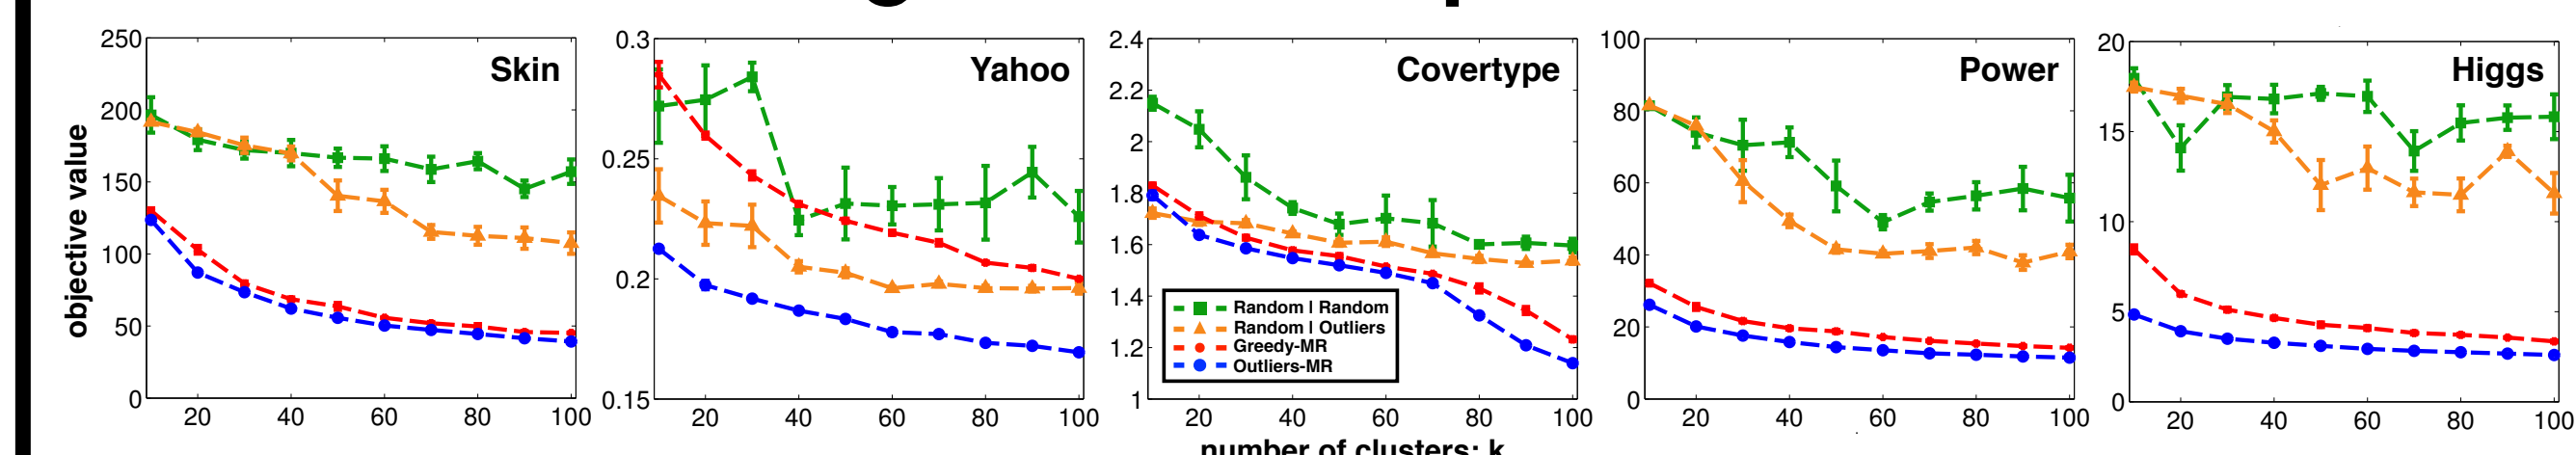 objective value
250
200
150
100
50
0
20 40 60 80 100
Skin
0.3
0.25
0.2
0.15
20 40 60 80 100
Yahoo
2.4
2.2
2
1.8
1.6
1.4
1.2
1
20 40 60 80 100
Covertype
Random | Random
Random | Outliers
Greedy-MR
Outliers-MR
100
80
60
40
20
0
20 40 60 80 100
Power
20
15
10
5
0
20 40 60 80 100
Higgs
number of clusters: k